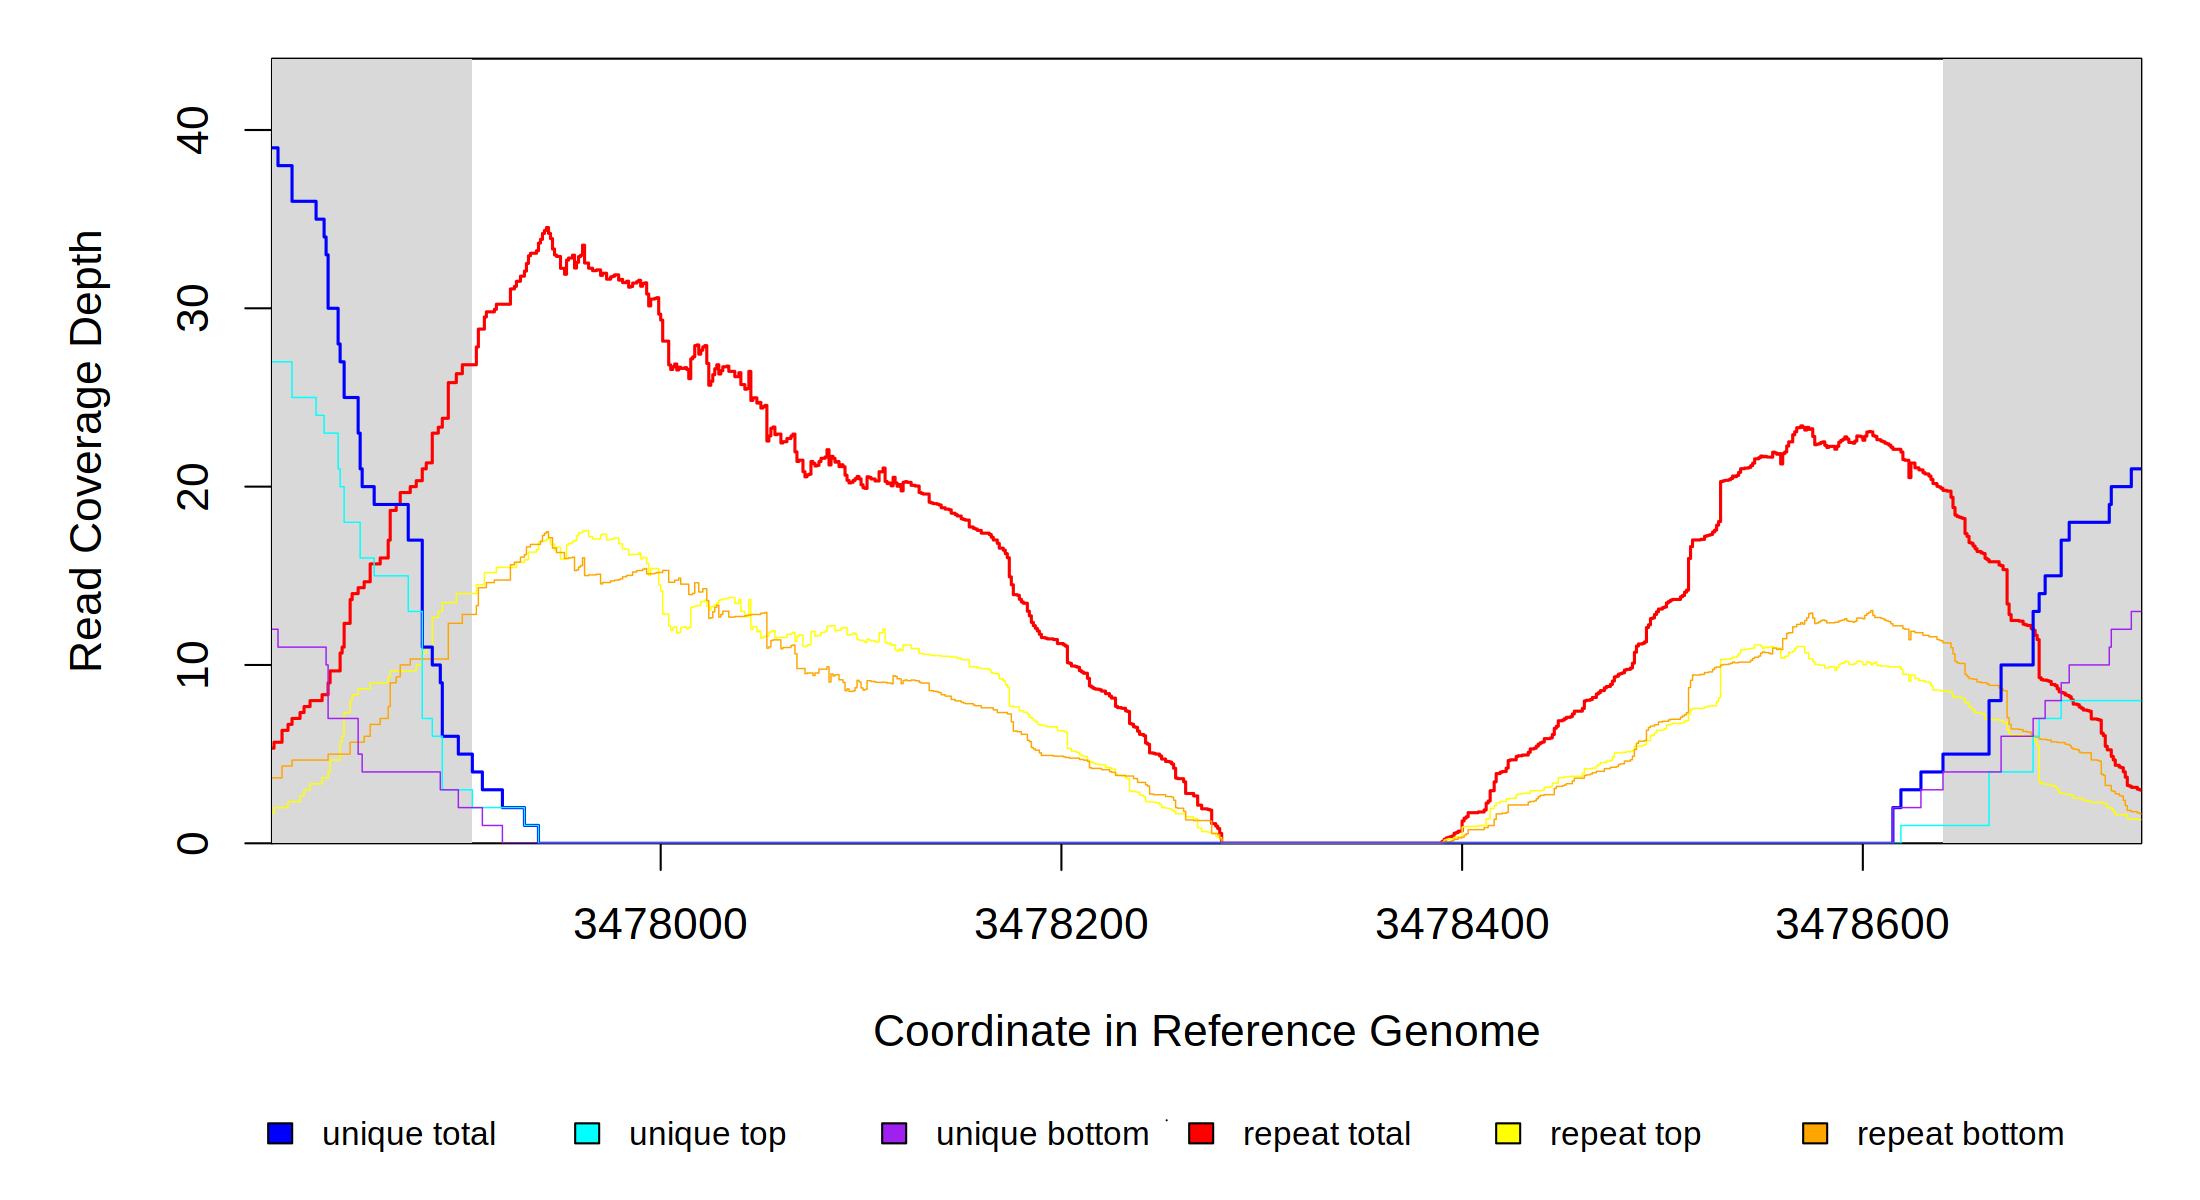 40
30
20
10
0
Read Coverage Depth
3478000 3478200 3478400 3478600
Coordinate in Reference Genome
unique total unique top unique bottom repeat total repeat top repeat bottom